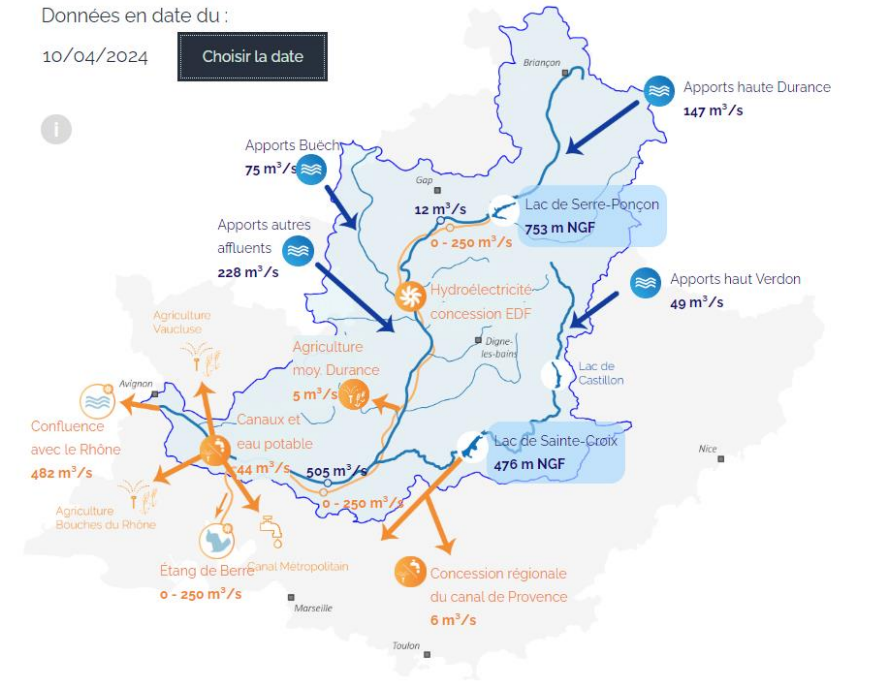 Données en date du :
10/04/2024
Choisir la date
i
Briançon
Apports haute Durance
147 m³/s
Apports Buëch
75 m³/s
Gap
12 m³/s
Lac de Serre-Ponçon
753 m NGF
0 - 250 m³/s
Apports autres
affluents
228 m³/s
Apports haut Verdon
49 m³/s
Hydroélectricité
concession EDF
Agriculture
Vaucluse
Agriculture
moy. Durance
5 m³/s
Digne-
les-bains
Lac de
Castillon
Avignon
Confluence
avec le Rhône
482 m³/s
Canaux et
eau potable
44 m³/s
505 m³/s
0 - 250 m³/s
Lac de Sainte-Croix
476 m NGF
Nice
Agriculture
Bouches du Rhône
Étang de Berre
0 - 250 m³/s
Canal Métropolitain
Concession régionale
du canal de Provence
6 m³/s
Marseille
Toulon